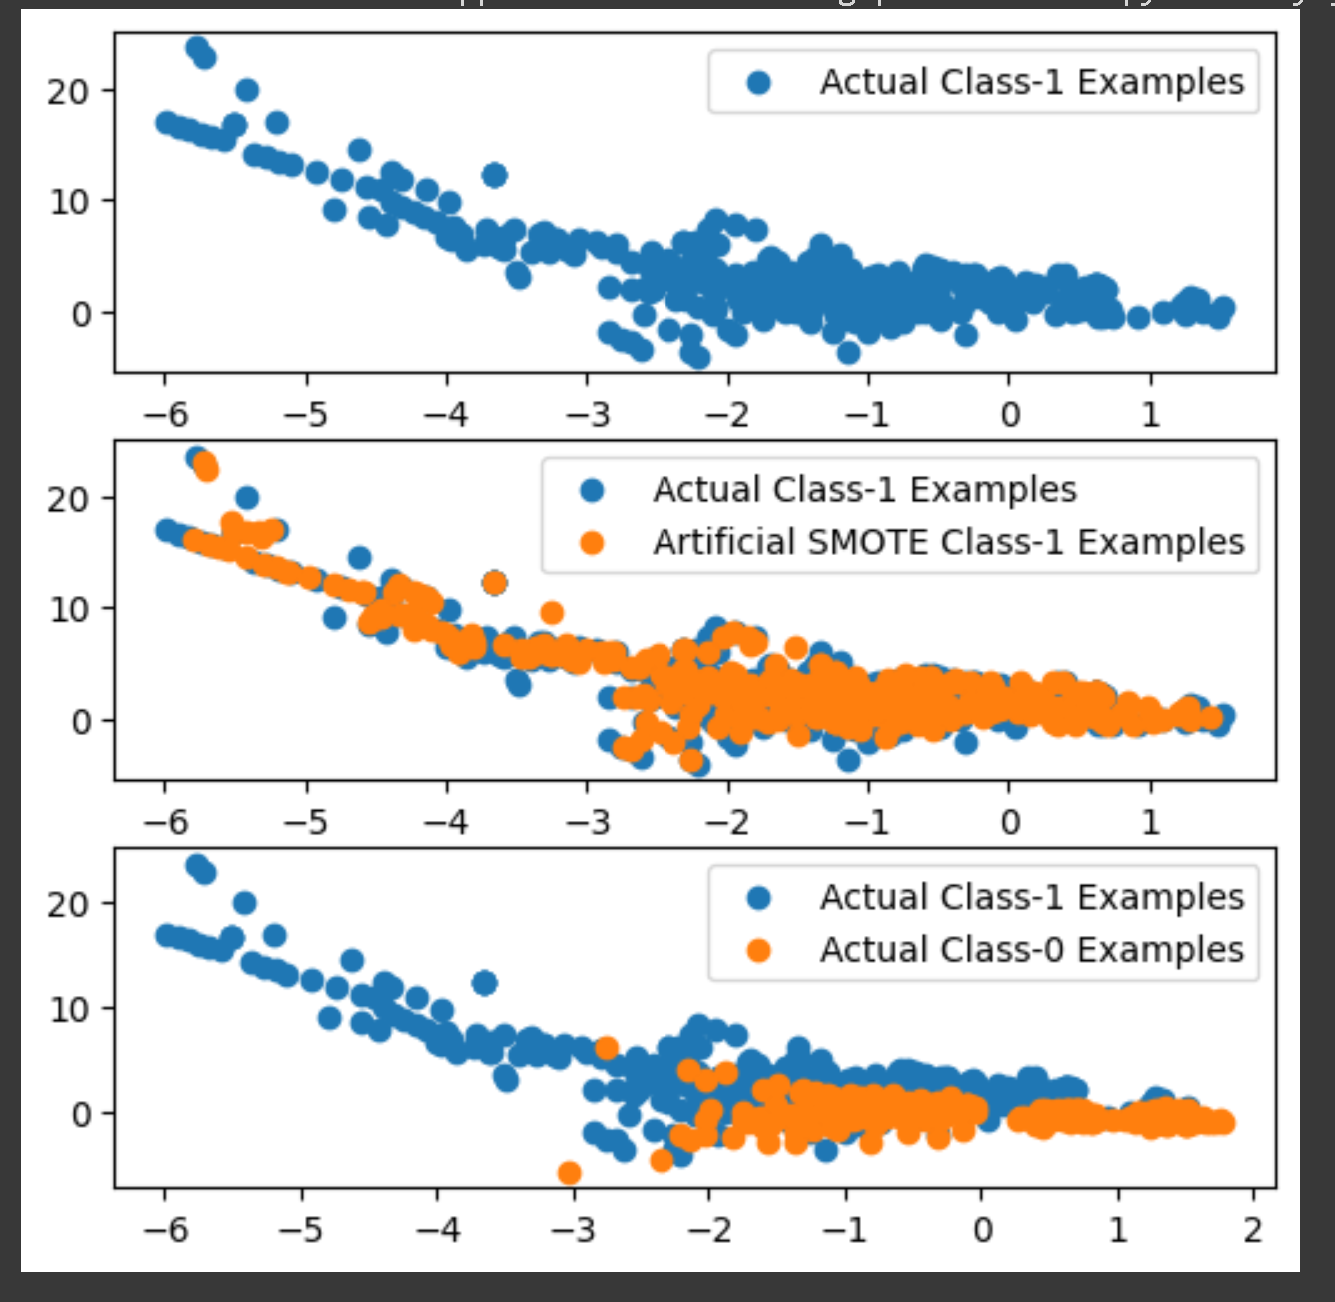 Actual Class-1 Examples
20
10
0
−6 −5 −4 −3 −2 −1 0 1
Actual Class-1 Examples
Artificial SMOTE Class-1 Examples
20
10
0
−6 −5 −4 −3 −2 −1 0 1
Actual Class-1 Examples
Actual Class-0 Examples
20
10
0
−6 −5 −4 −3 −2 −1 0 1 2